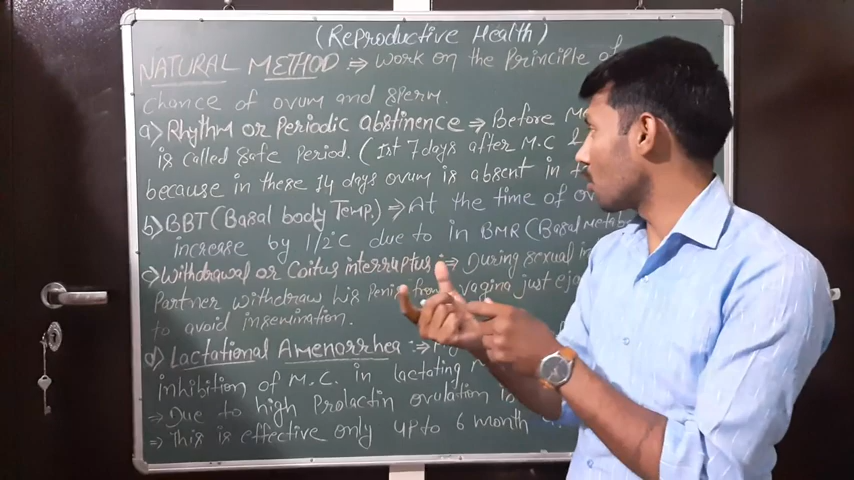 (Reproductive Health)
NATURAL METHOD ⇒ Work on the Principle of
chance of ovum and sperm.
a) Rhythm or Periodic abstinence ⇒ Before M
is called safe Period. (Ist 7 days after M.C &
because in these 14 days ovum is absent in
b) BBT (Basal body Temp.) ⇒ At the time of
increase by 1/2°C due to in BMR (Basal
c) Withdrawal or Coitus interruptus ⇒ During sexual
Partner withdraw his Penis from vagina just
to avoid insemination.
d) Lactational Amenorrhea :⇒
inhibition of M.C. in lactating
⇒ Due to high Prolactin ovulation
⇒ This is effective only upto 6 month